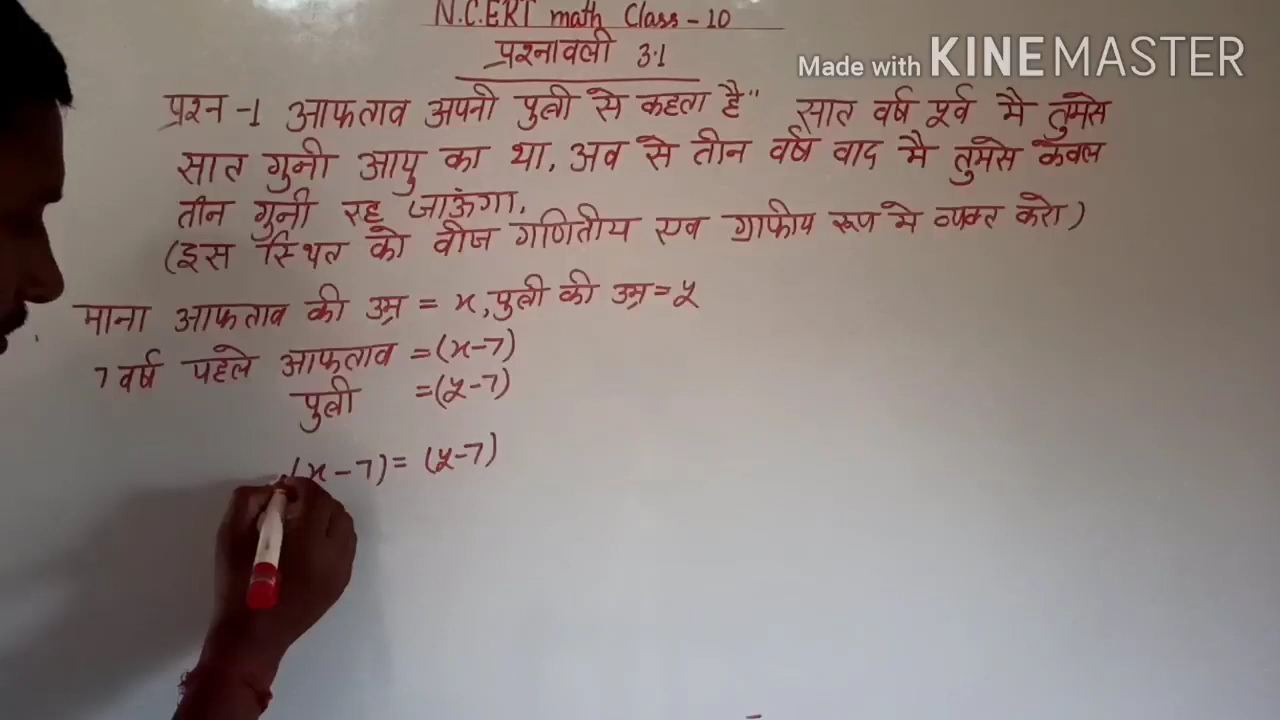 N.C.ERT math Class-10
प्रश्नावली 3.1
Made with KINEMASTER
प्रश्न -1 आफताव अपनी पुत्री से कहता है" सात वर्ष पूर्व मै तुमसे
सात गुनी आयु का था, अव से तीन वर्ष वाद मै तुमसे केवल
तीन गुनी रह जाऊंगा.
(इस स्थित को वीज गणितीय एव ग्राफीय रूप मे व्यक्त करो)
माना आफताव की उम्र = x, पुत्री की उम्र = y
7 वर्ष पहले आफताव =(x-7)
पुत्री =(y-7)
(x-7)= (y-7)